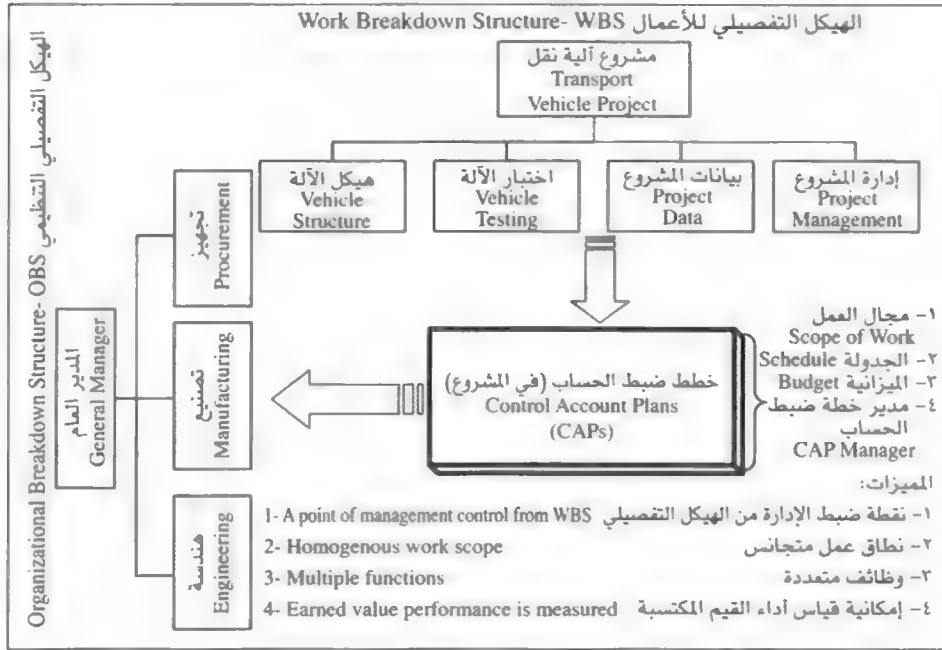 الهيكل التفصيلي للأعمال Work Breakdown Structure- WBS
مشروع آلية نقل
Transport
Vehicle Project
هيكل الآلة
Vehicle
Structure
اختبار الآلة
Vehicle
Testing
بيانات المشروع
Project
Data
إدارة المشروع
Project
Management
الهيكل التفصيلي التنظيمي Organizational Breakdown Structure- OBS
المدير العام
General Manager
تجهيز
Procurement
تصنيع
Manufacturing
هندسة
Engineering
خطط ضبط الحساب (في المشروع)
Control Account Plans
(CAPs)
١- مجال العمل
Scope of Work
٢- الجدولة Schedule
٣- الميزانية Budget
٤- مدير خطة ضبط
الحساب
CAP Manager
المميزات:
١- نقطة ضبط الإدارة من الهيكل التفصيلي 1- A point of management control from WBS
٢- نطاق عمل متجانس 2- Homogenous work scope
٣- وظائف متعددة 3- Multiple functions
٤- إمكانية قياس أداء القيم المكتسبة 4- Earned value performance is measured